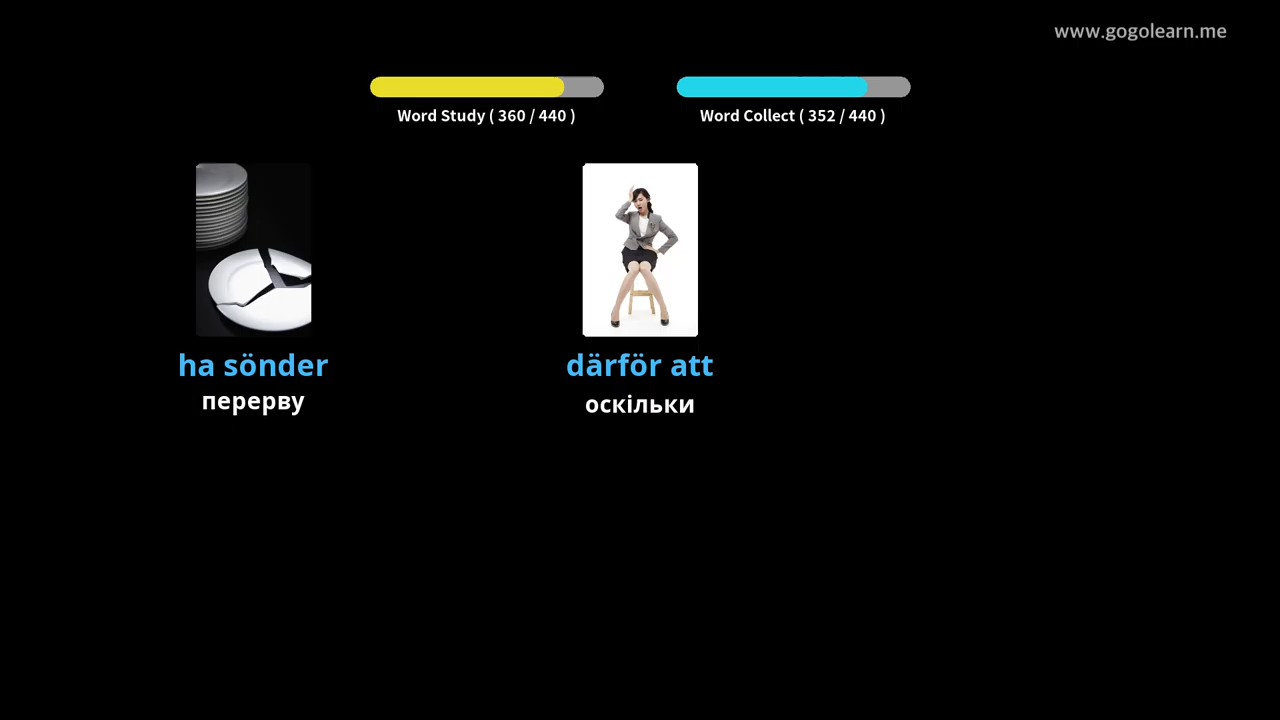 www.gogolearn.me
Word Study ( 360 / 440 )
Word Collect ( 352 / 440 )
ha sönder
перерву
därför att
оскільки